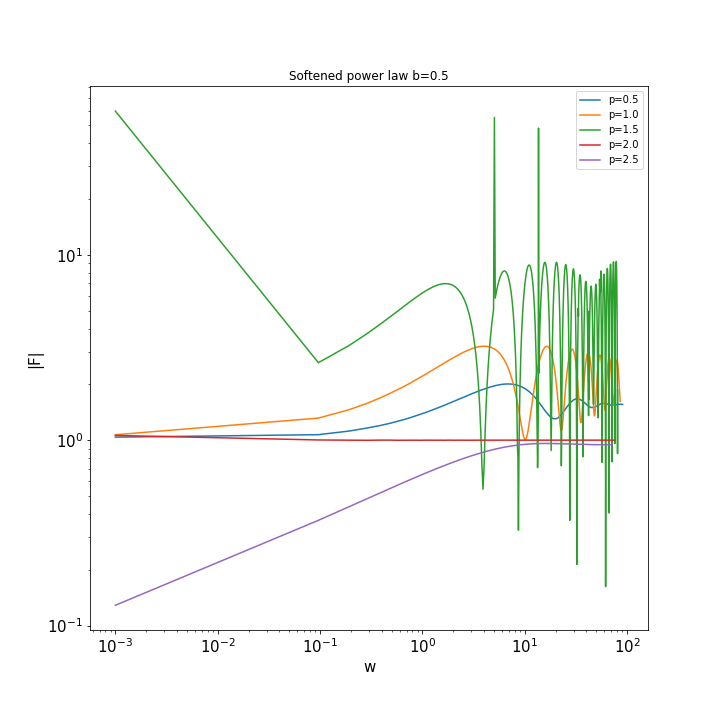 Softened power law b=0.5
p=0.5
p=1.0
p=1.5
p=2.0
p=2.5
|F|
10¹
10⁰
10⁻¹
10⁻³ 10⁻² 10⁻¹ 10⁰ 10¹ 10²
w